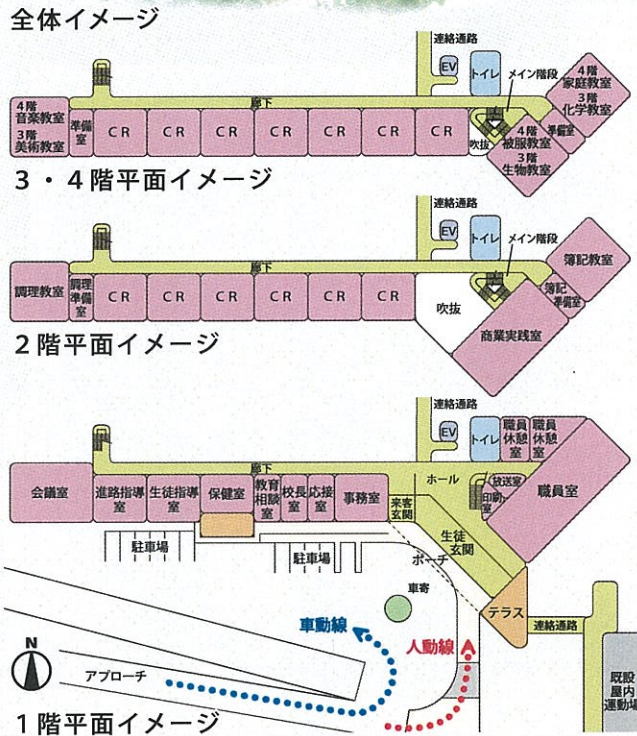 全体イメージ
連絡通路
EV
トイレ
メイン階段
4階
家庭教室
3階
化学教室
4階
音楽教室
3階
美術教室
準備室
廊下
CR
CR
CR
CR
CR
CR
CR
吹抜
4階
被服教室
3階
生物教室
準備室
3・4階平面イメージ
連絡通路
EV
トイレ
メイン階段
簿記教室
廊下
調理教室
調理
準備
室
CR
CR
CR
CR
CR
CR
吹抜
簿記
準備室
商業実践室
2階平面イメージ
連絡通路
EV
トイレ
職員
休憩
室
職員
休憩
室
廊下
ホール
放送室
印刷
室
職員室
会議室
進路指導
室
生徒指導
室
保健室
教育
相談
室
校長
室
応接
室
事務室
来客
玄関
生徒
玄関
ポーチ
駐車場
駐車場
車寄
テラス
連絡通路
車動線
人動線
N
アプローチ
既設
屋内
運動場
1階平面イメージ